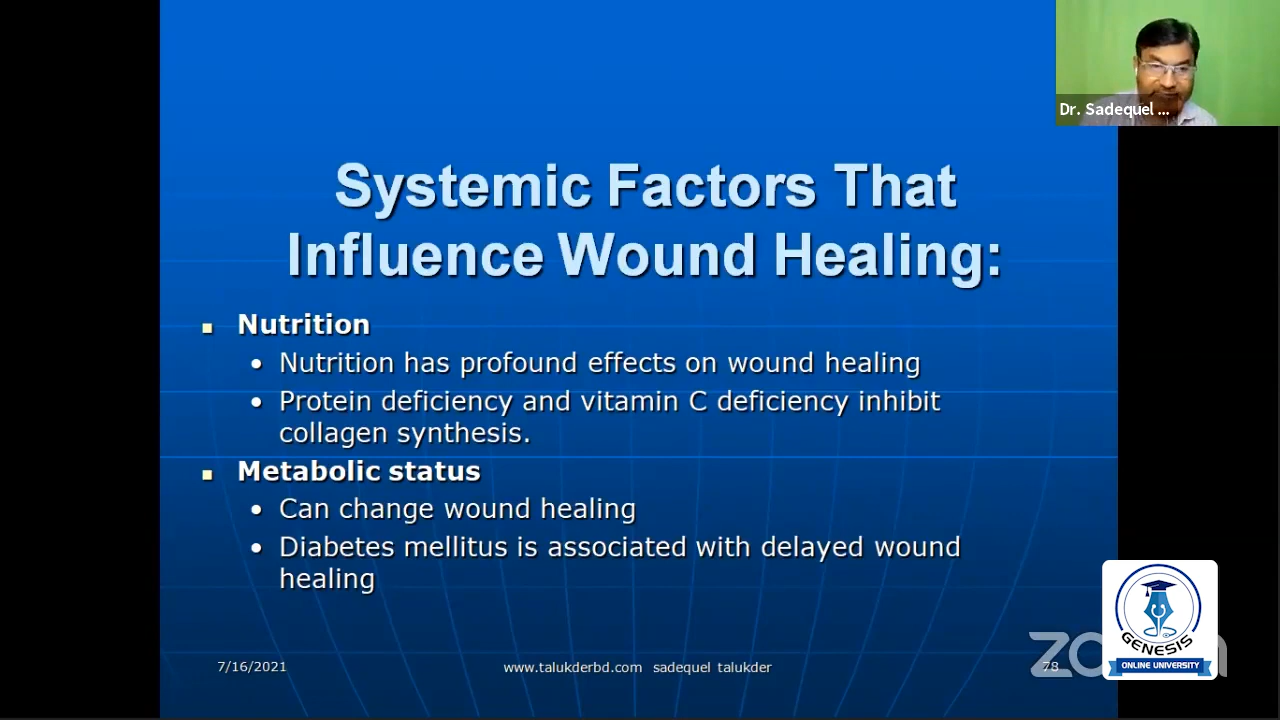 Dr. Sadequel ...
Systemic Factors That
Influence Wound Healing:
Nutrition
Nutrition has profound effects on wound healing
Protein deficiency and vitamin C deficiency inhibit
collagen synthesis.
Metabolic status
Can change wound healing
Diabetes mellitus is associated with delayed wound
healing
7/16/2021
www.talukderbd.com sadequel talukder
78
GENESIS
ONLINE UNIVERSITY